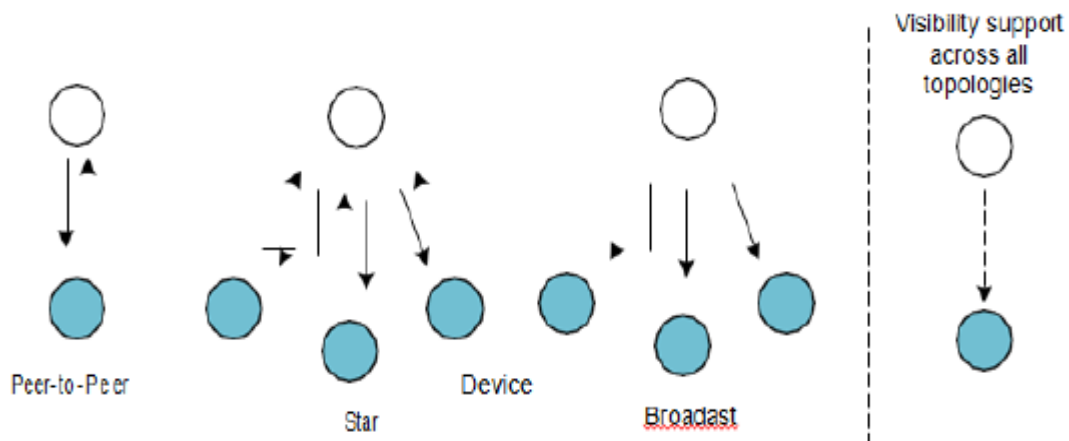 Visibility support
across all
topologies
Peer-to-Peer
Device
Star
Broadast